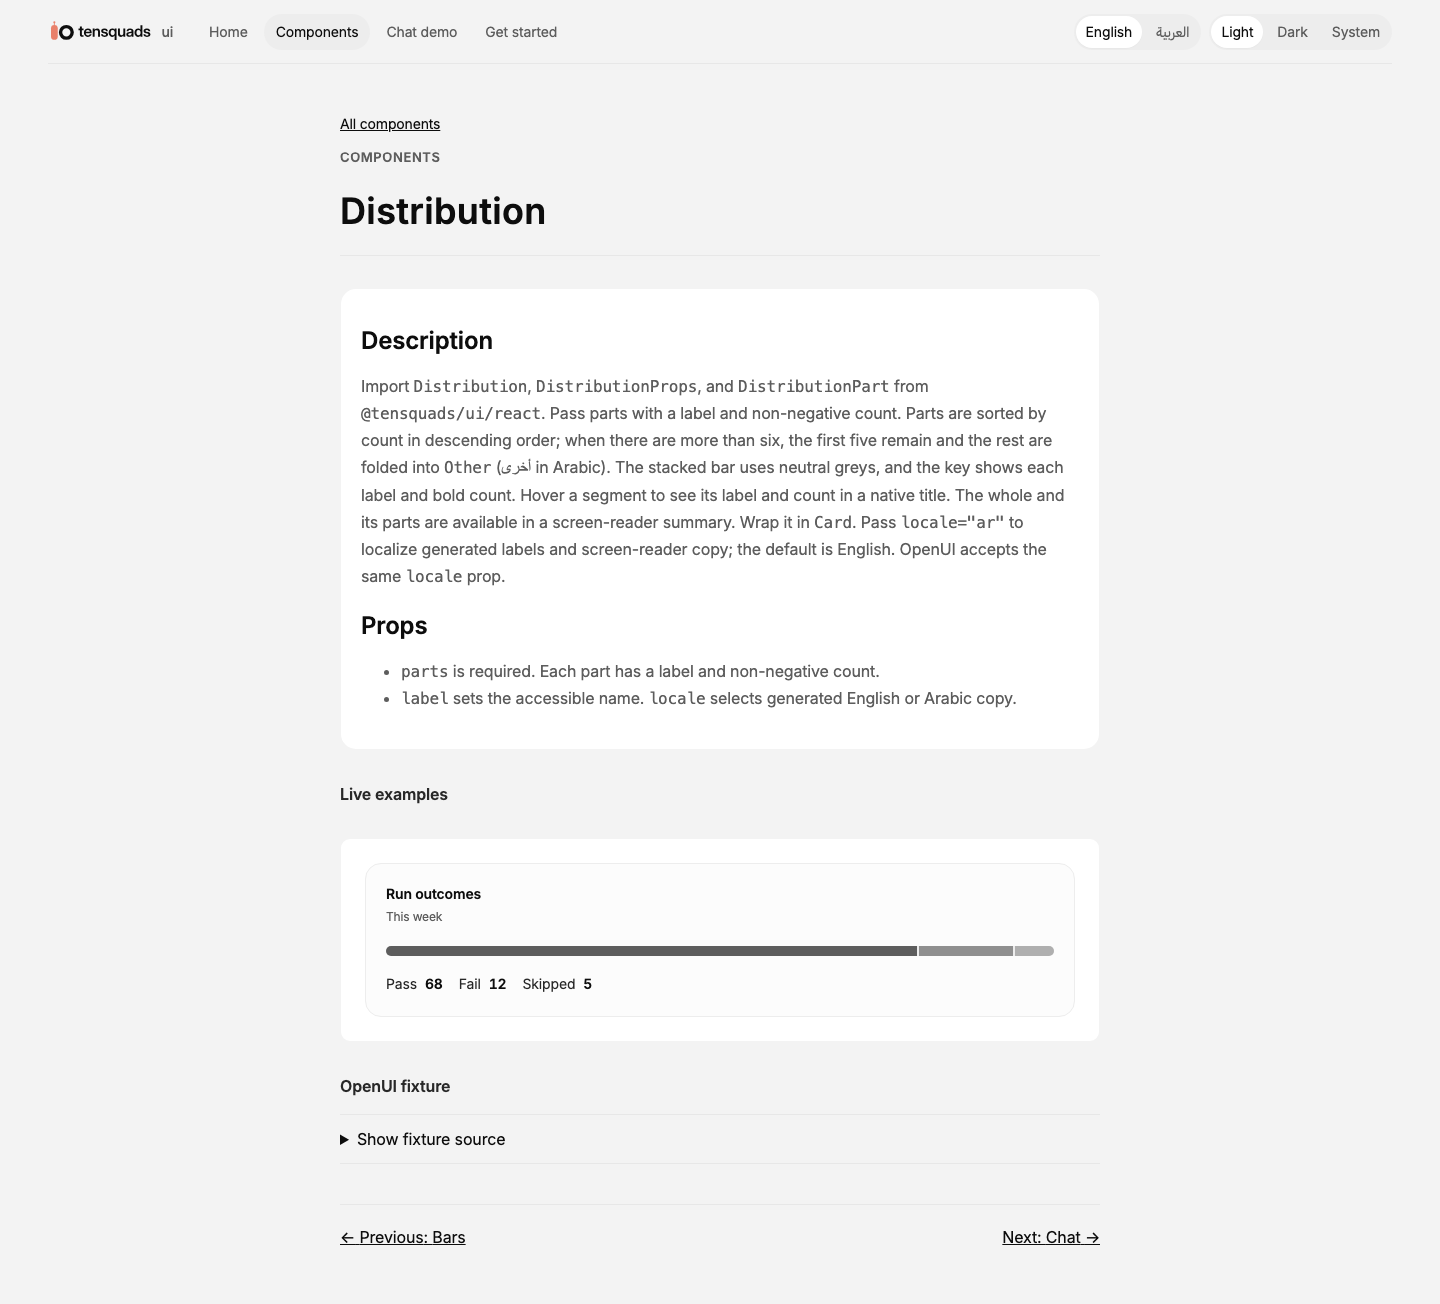 tensquads ui Home Components Chat demo Get started English العربية Light Dark System
All components
COMPONENTS
Distribution
Description
Import Distribution, DistributionProps, and DistributionPart from
@tensquads/ui/react. Pass parts with a label and non-negative count. Parts are sorted by
count in descending order; when there are more than six, the first five remain and the rest are
folded into Other (أخرى in Arabic). The stacked bar uses neutral greys, and the key shows each
label and bold count. Hover a segment to see its label and count in a native title. The whole and
its parts are available in a screen-reader summary. Wrap it in Card. Pass locale="ar" to
localize generated labels and screen-reader copy; the default is English. OpenUI accepts the
same locale prop.
Props
• parts is required. Each part has a label and non-negative count.
• label sets the accessible name. locale selects generated English or Arabic copy.
Live examples
Run outcomes
This week
Pass 68 Fail 12 Skipped 5
OpenUI fixture
▶ Show fixture source
← Previous: Bars Next: Chat →